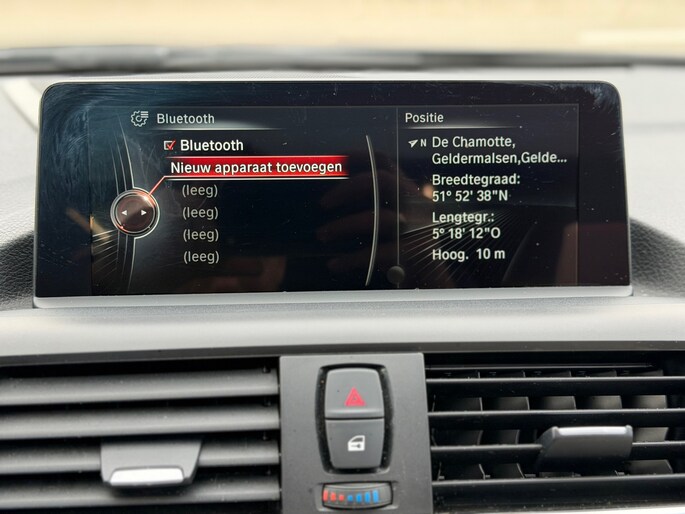 Bluetooth
Bluetooth
Nieuw apparaat toevoegen
(leeg)
(leeg)
(leeg)
(leeg)
Positie
N De Chamotte,
Geldermalsen,Gelde...
Breedtegraad:
51° 52' 38"N
Lengtegr.:
5° 18' 12"O
Hoog. 10 m